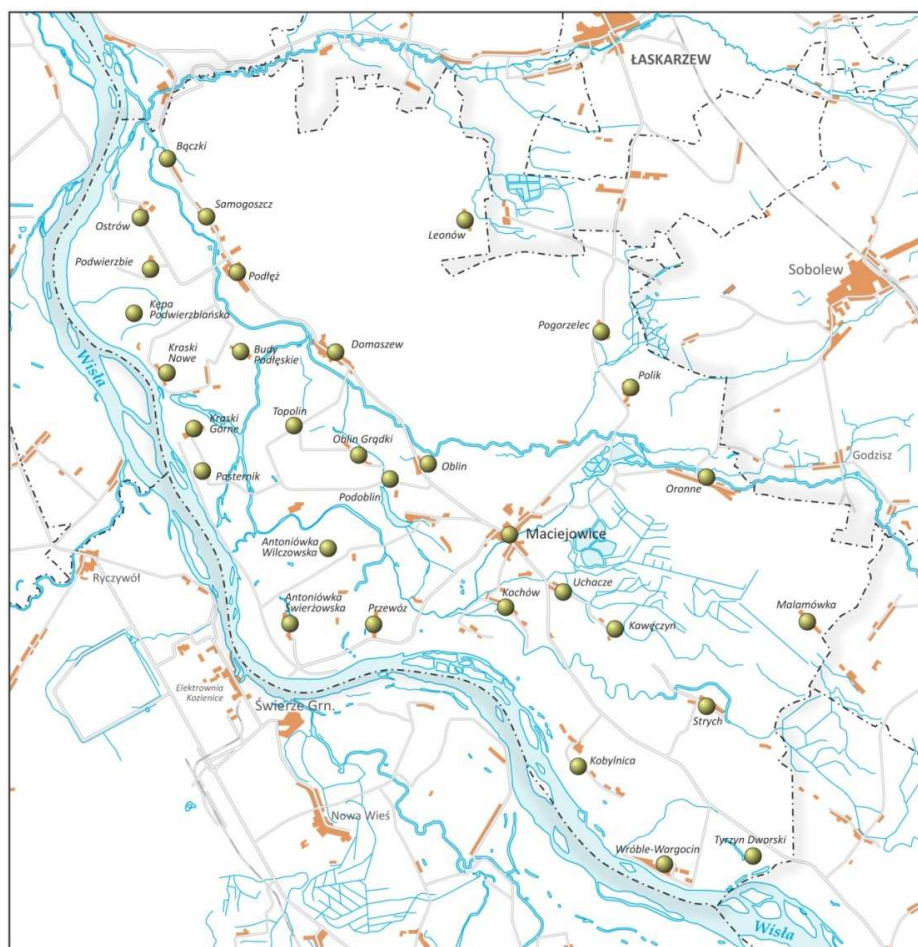 ŁASKARZEW
Bączki
Samogoszcz
Ostrów
Leonów
Podwierzbie
Podłęż
Sobolew
Kępa
Podwierzbiańska
Pogorzelec
Kraski
Nowe
Budy
Podłęskie
Domaszew
Wisła
Polik
Kraski
Górne
Topolin
Oblin Grądki
Oblin
Godzisz
Pasternik
Podoblin
Oronne
Maciejowice
Antoniówka
Wilczowska
Ryczywół
Uchacze
Antoniówka
Świerżowska
Przewóz
Kochów
Kawęczyn
Malamówka
Elektrownia
Kozienice
Świerże Grn.
Strych
Kobylnica
Nowa Wieś
Wróble-Wargocin
Tyrzyn Dworski
Wisła